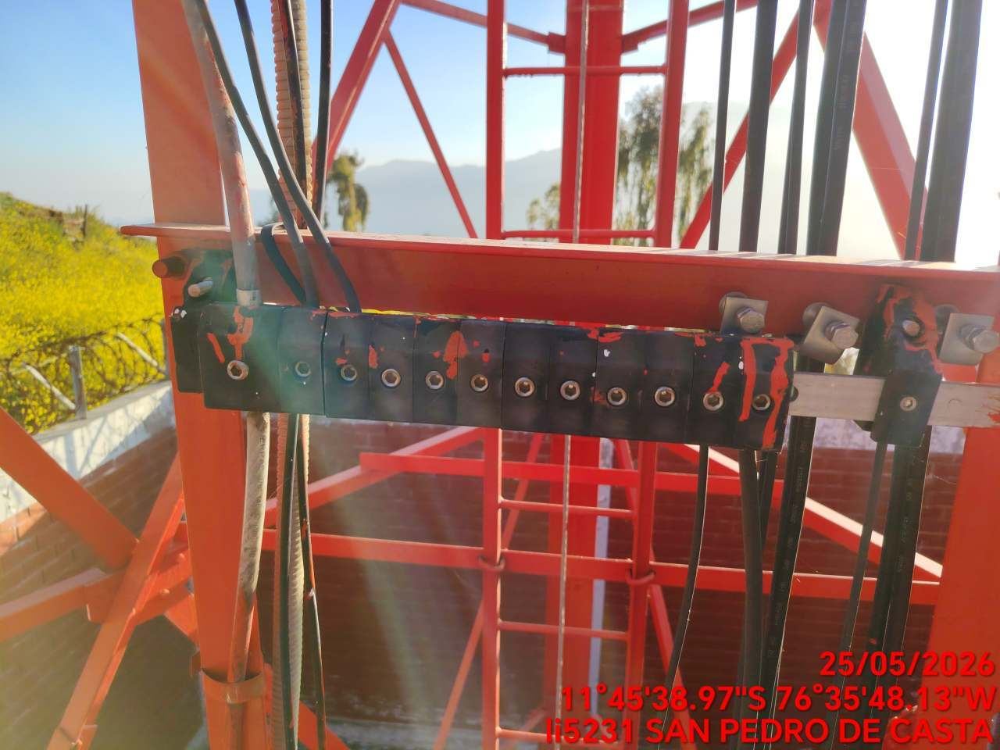 25/05/2026
11°45'38.97"S 76°35'48.13"W
li5231 SAN PEDRO DE CASTA